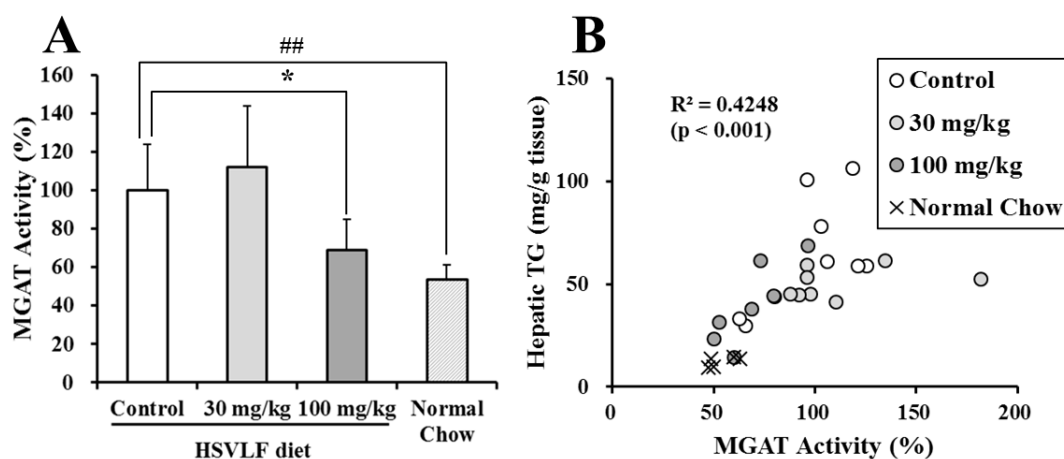 A
##
*
160
140
120
100
80
60
40
20
0
MGAT Activity (%)
Control
30 mg/kg
100 mg/kg
Normal
Chow
HSVLF diet
B
R² = 0.4248
(p < 0.001)
Control
30 mg/kg
100 mg/kg
Normal Chow
150
100
50
0
Hepatic TG (mg/g tissue)
0
50
100
150
200
MGAT Activity (%)